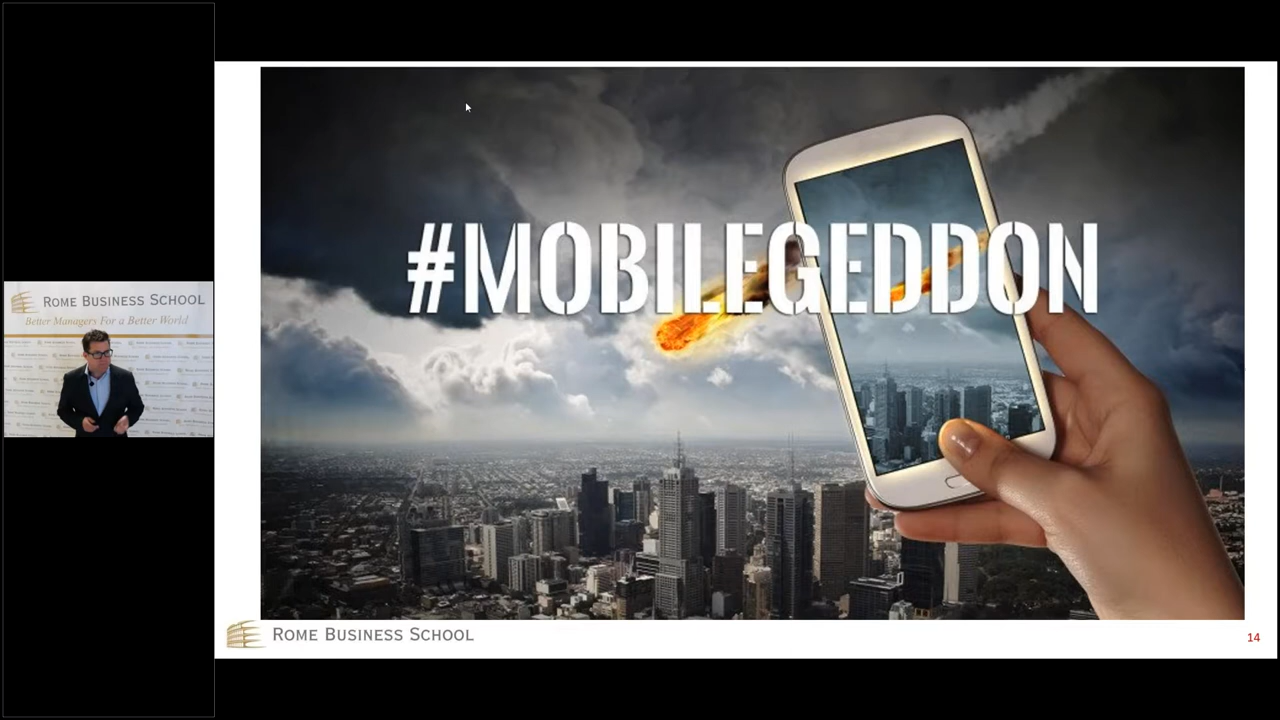 ROME BUSINESS SCHOOL
Better Managers For a Better World
#MOBILEGEDDON
ROME BUSINESS SCHOOL
14